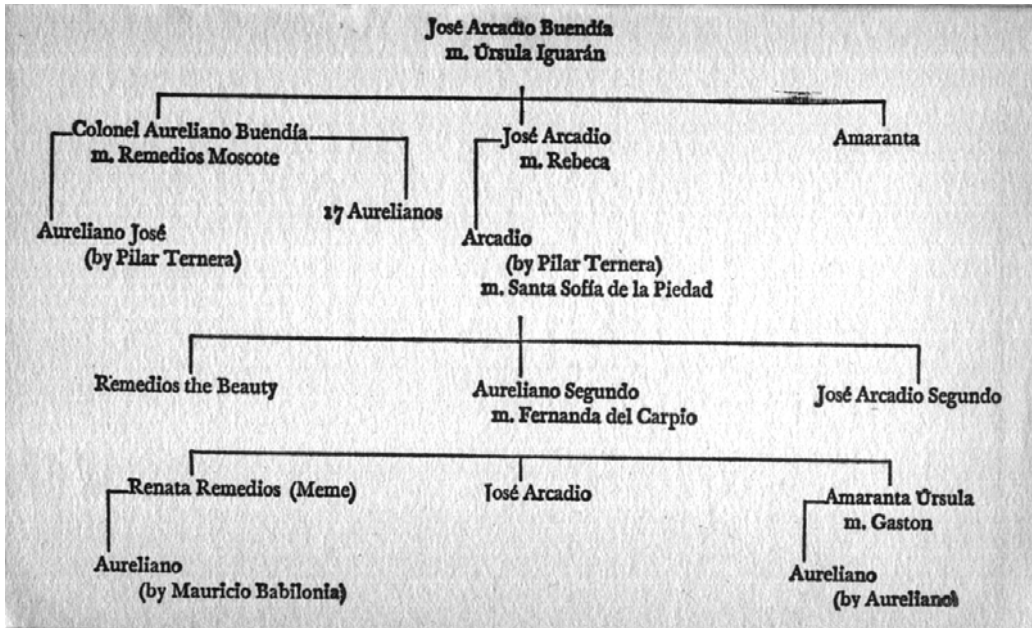 José Arcadio Buendía
m. Úrsula Iguarán
Colonel Aureliano Buendía
m. Remedios Moscote
José Arcadio
m. Rebeca
Amaranta
17 Aurelianos
Aureliano José
(by Pilar Ternera)
Arcadio
(by Pilar Ternera)
m. Santa Sofía de la Piedad
Remedios the Beauty
Aureliano Segundo
m. Fernanda del Carpio
José Arcadio Segundo
Renata Remedios (Meme)
José Arcadio
Amaranta Úrsula
m. Gaston
Aureliano
(by Mauricio Babilonia)
Aureliano
(by Aureliano)